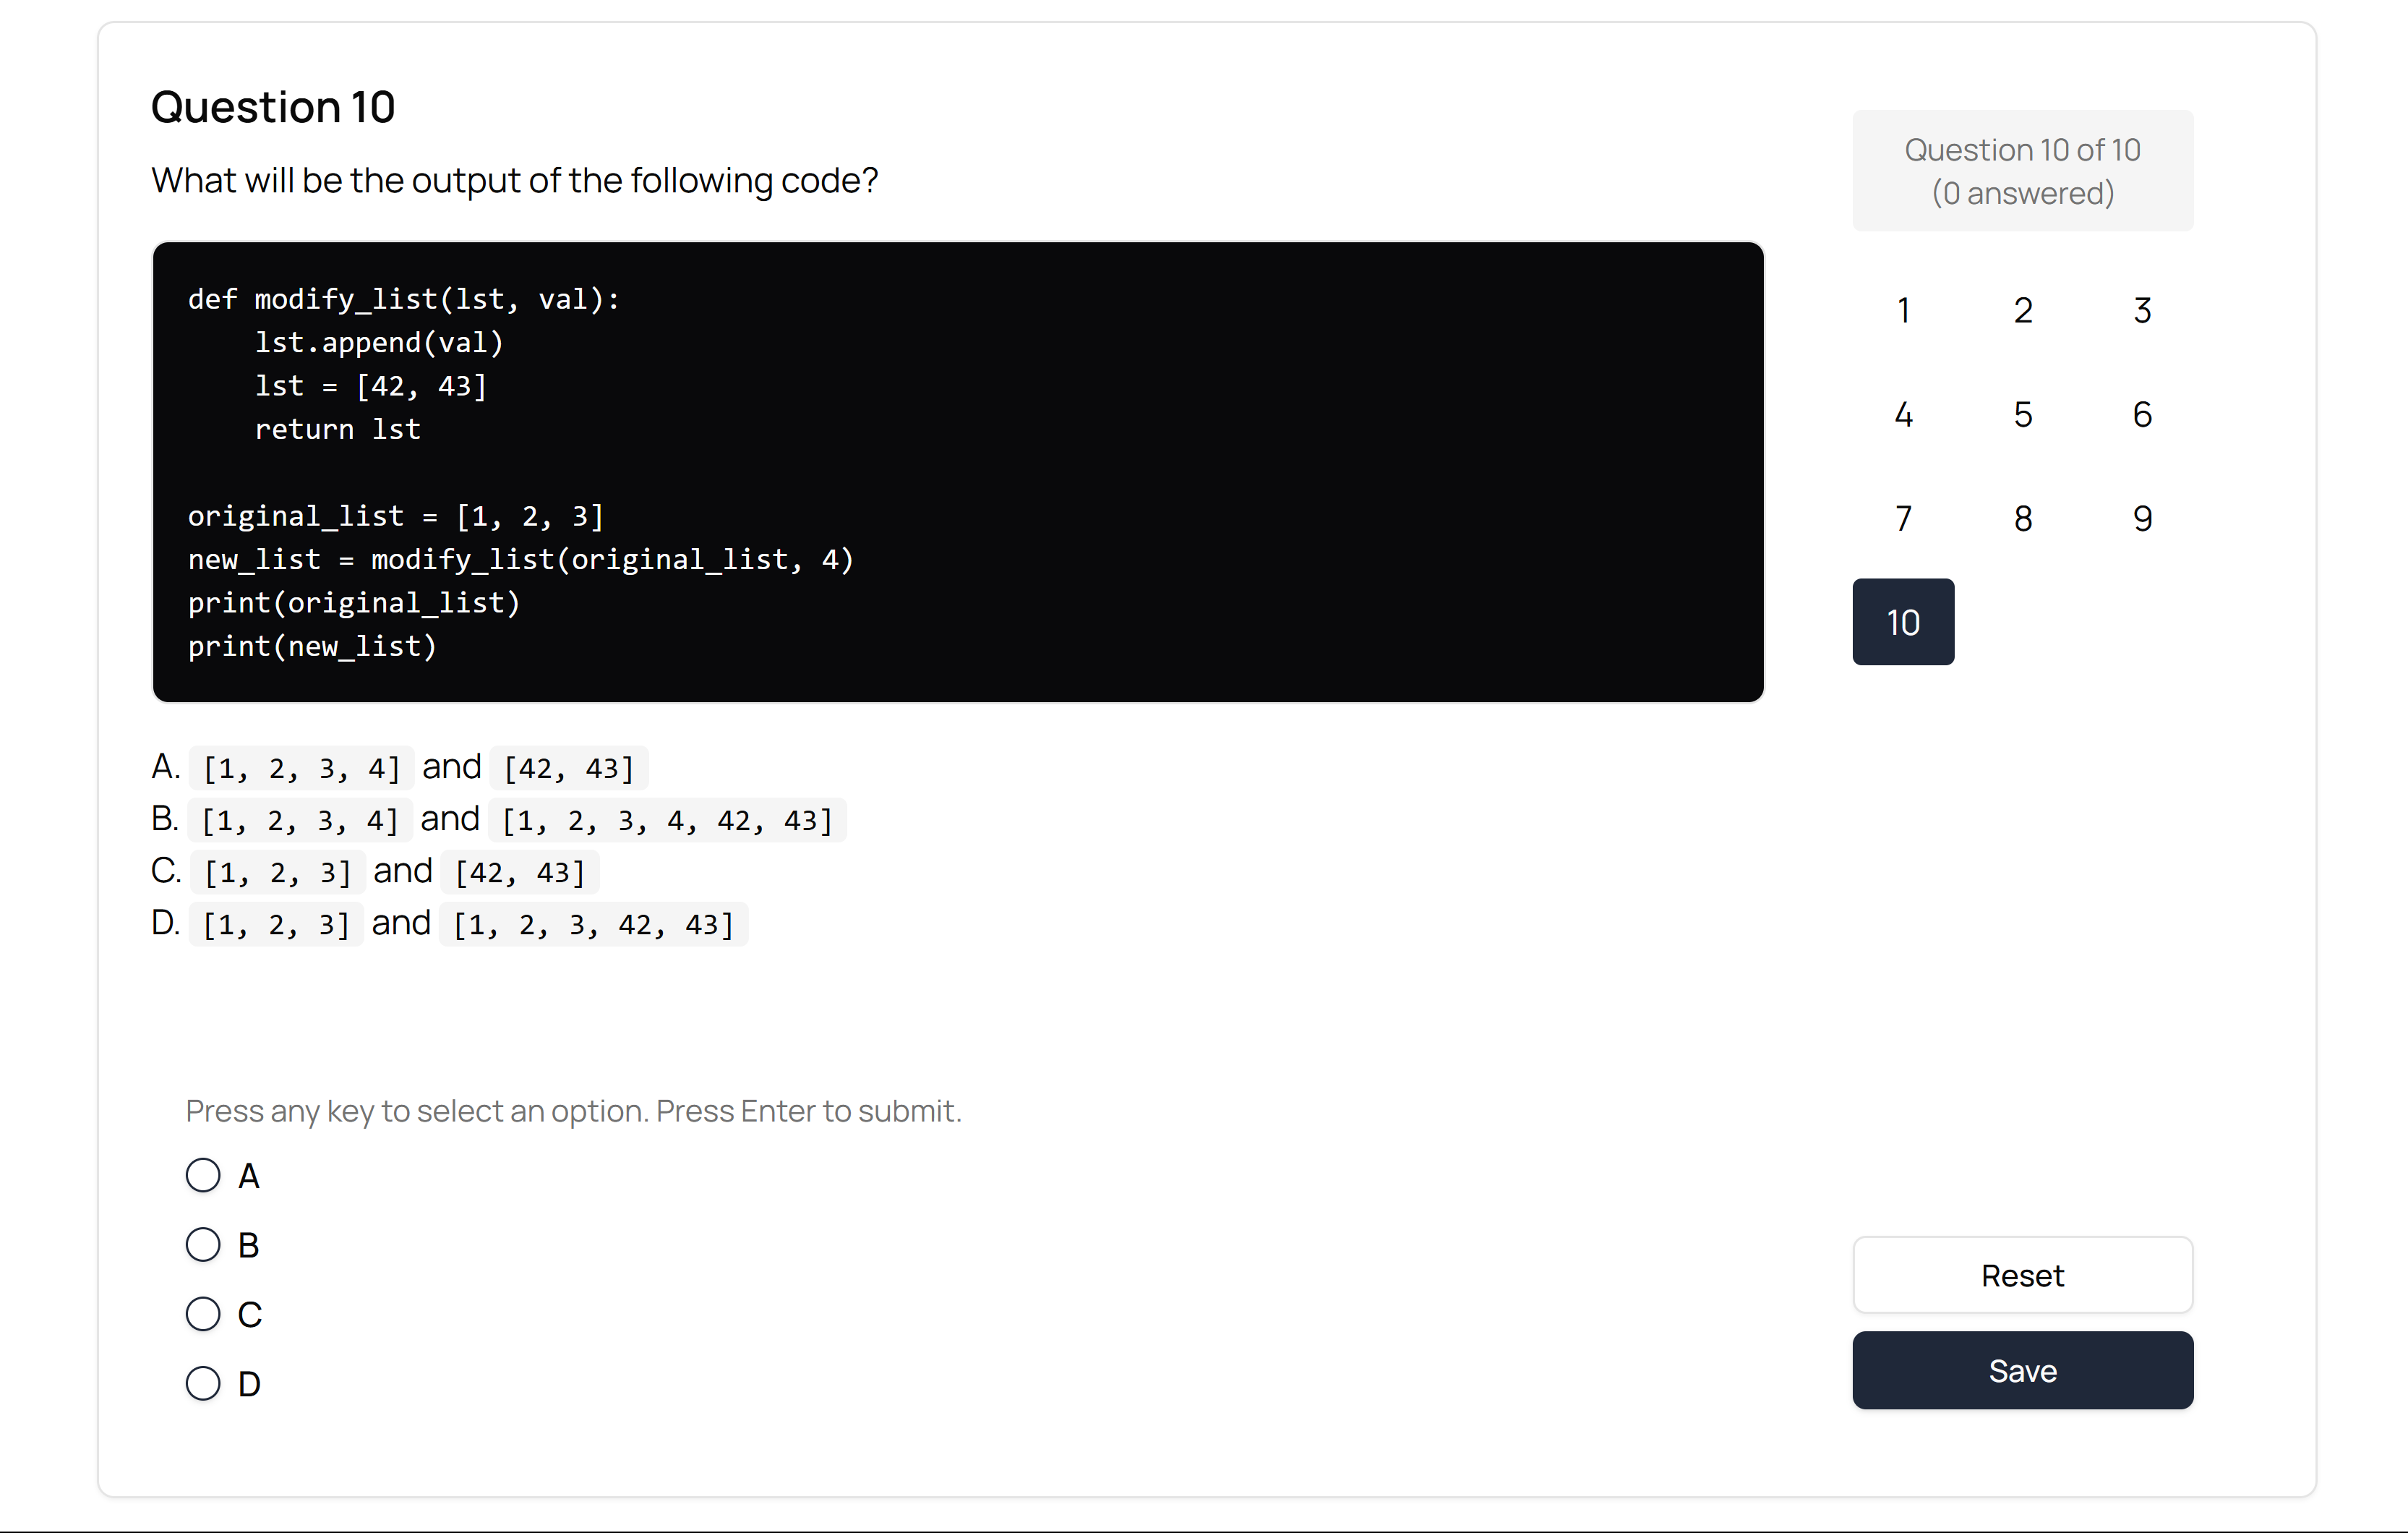 Question 10
What will be the output of the following code?
def modify_list(lst, val):
    lst.append(val)
    lst = [42, 43]
    return lst

original_list = [1, 2, 3]
new_list = modify_list(original_list, 4)
print(original_list)
print(new_list)
A. [1, 2, 3, 4] and [42, 43]
B. [1, 2, 3, 4] and [1, 2, 3, 4, 42, 43]
C. [1, 2, 3] and [42, 43]
D. [1, 2, 3] and [1, 2, 3, 42, 43]
Press any key to select an option. Press Enter to submit.
A
B
C
D
Question 10 of 10
(0 answered)
1 2 3
4 5 6
7 8 9
10
Reset
Save